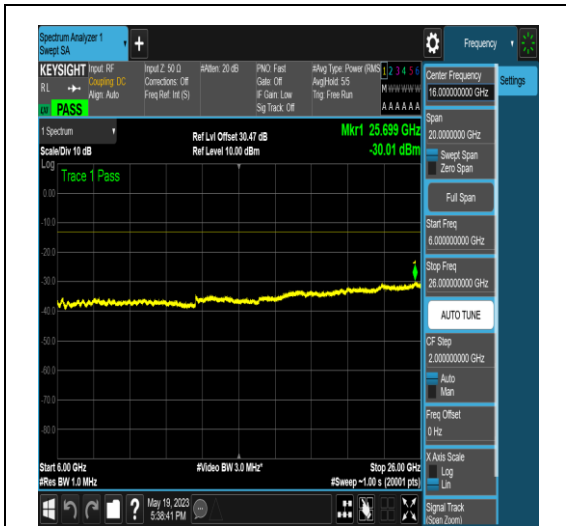 Spectrum Analyzer 1
Swept SA
Frequency
KEYSIGHT
RL
PASS
Input: RF
Coupling: DC
Align: Auto
Input Z: 50 Ω
Corrections: Off
Freq Ref: Int (S)
#Atten: 20 dB
PNO: Fast
Gate: Off
IF Gain: Low
Sig Track: Off
#Avg Type: Power (RMS
Avg|Hold: 5/5
Trig: Free Run
1 2 3 4 5 6
M W W W W W
A A A A A A
1 Spectrum
Ref Lvl Offset 30.47 dB
Mkr1 25.699 GHz
Scale/Div 10 dB
Ref Level 10.00 dBm
-30.01 dBm
Log
Trace 1 Pass
0.00
-10.0
-20.0
-30.0
-40.0
-50.0
-60.0
-70.0
-80.0
Start 6.00 GHz
#Video BW 3.0 MHz*
Stop 26.00 GHz
#Res BW 1.0 MHz
#Sweep ~1.00 s (20001 pts)
Center Frequency
16.000000000 GHz
Settings
Span
20.0000000 GHz
Swept Span
Zero Span
Full Span
Start Freq
6.000000000 GHz
Stop Freq
26.000000000 GHz
AUTO TUNE
CF Step
2.000000000 GHz
Auto
Man
Freq Offset
0 Hz
X Axis Scale
Log
Lin
Signal Track
(Span Zoom)
?
May 19, 2023
5:38:41 PM